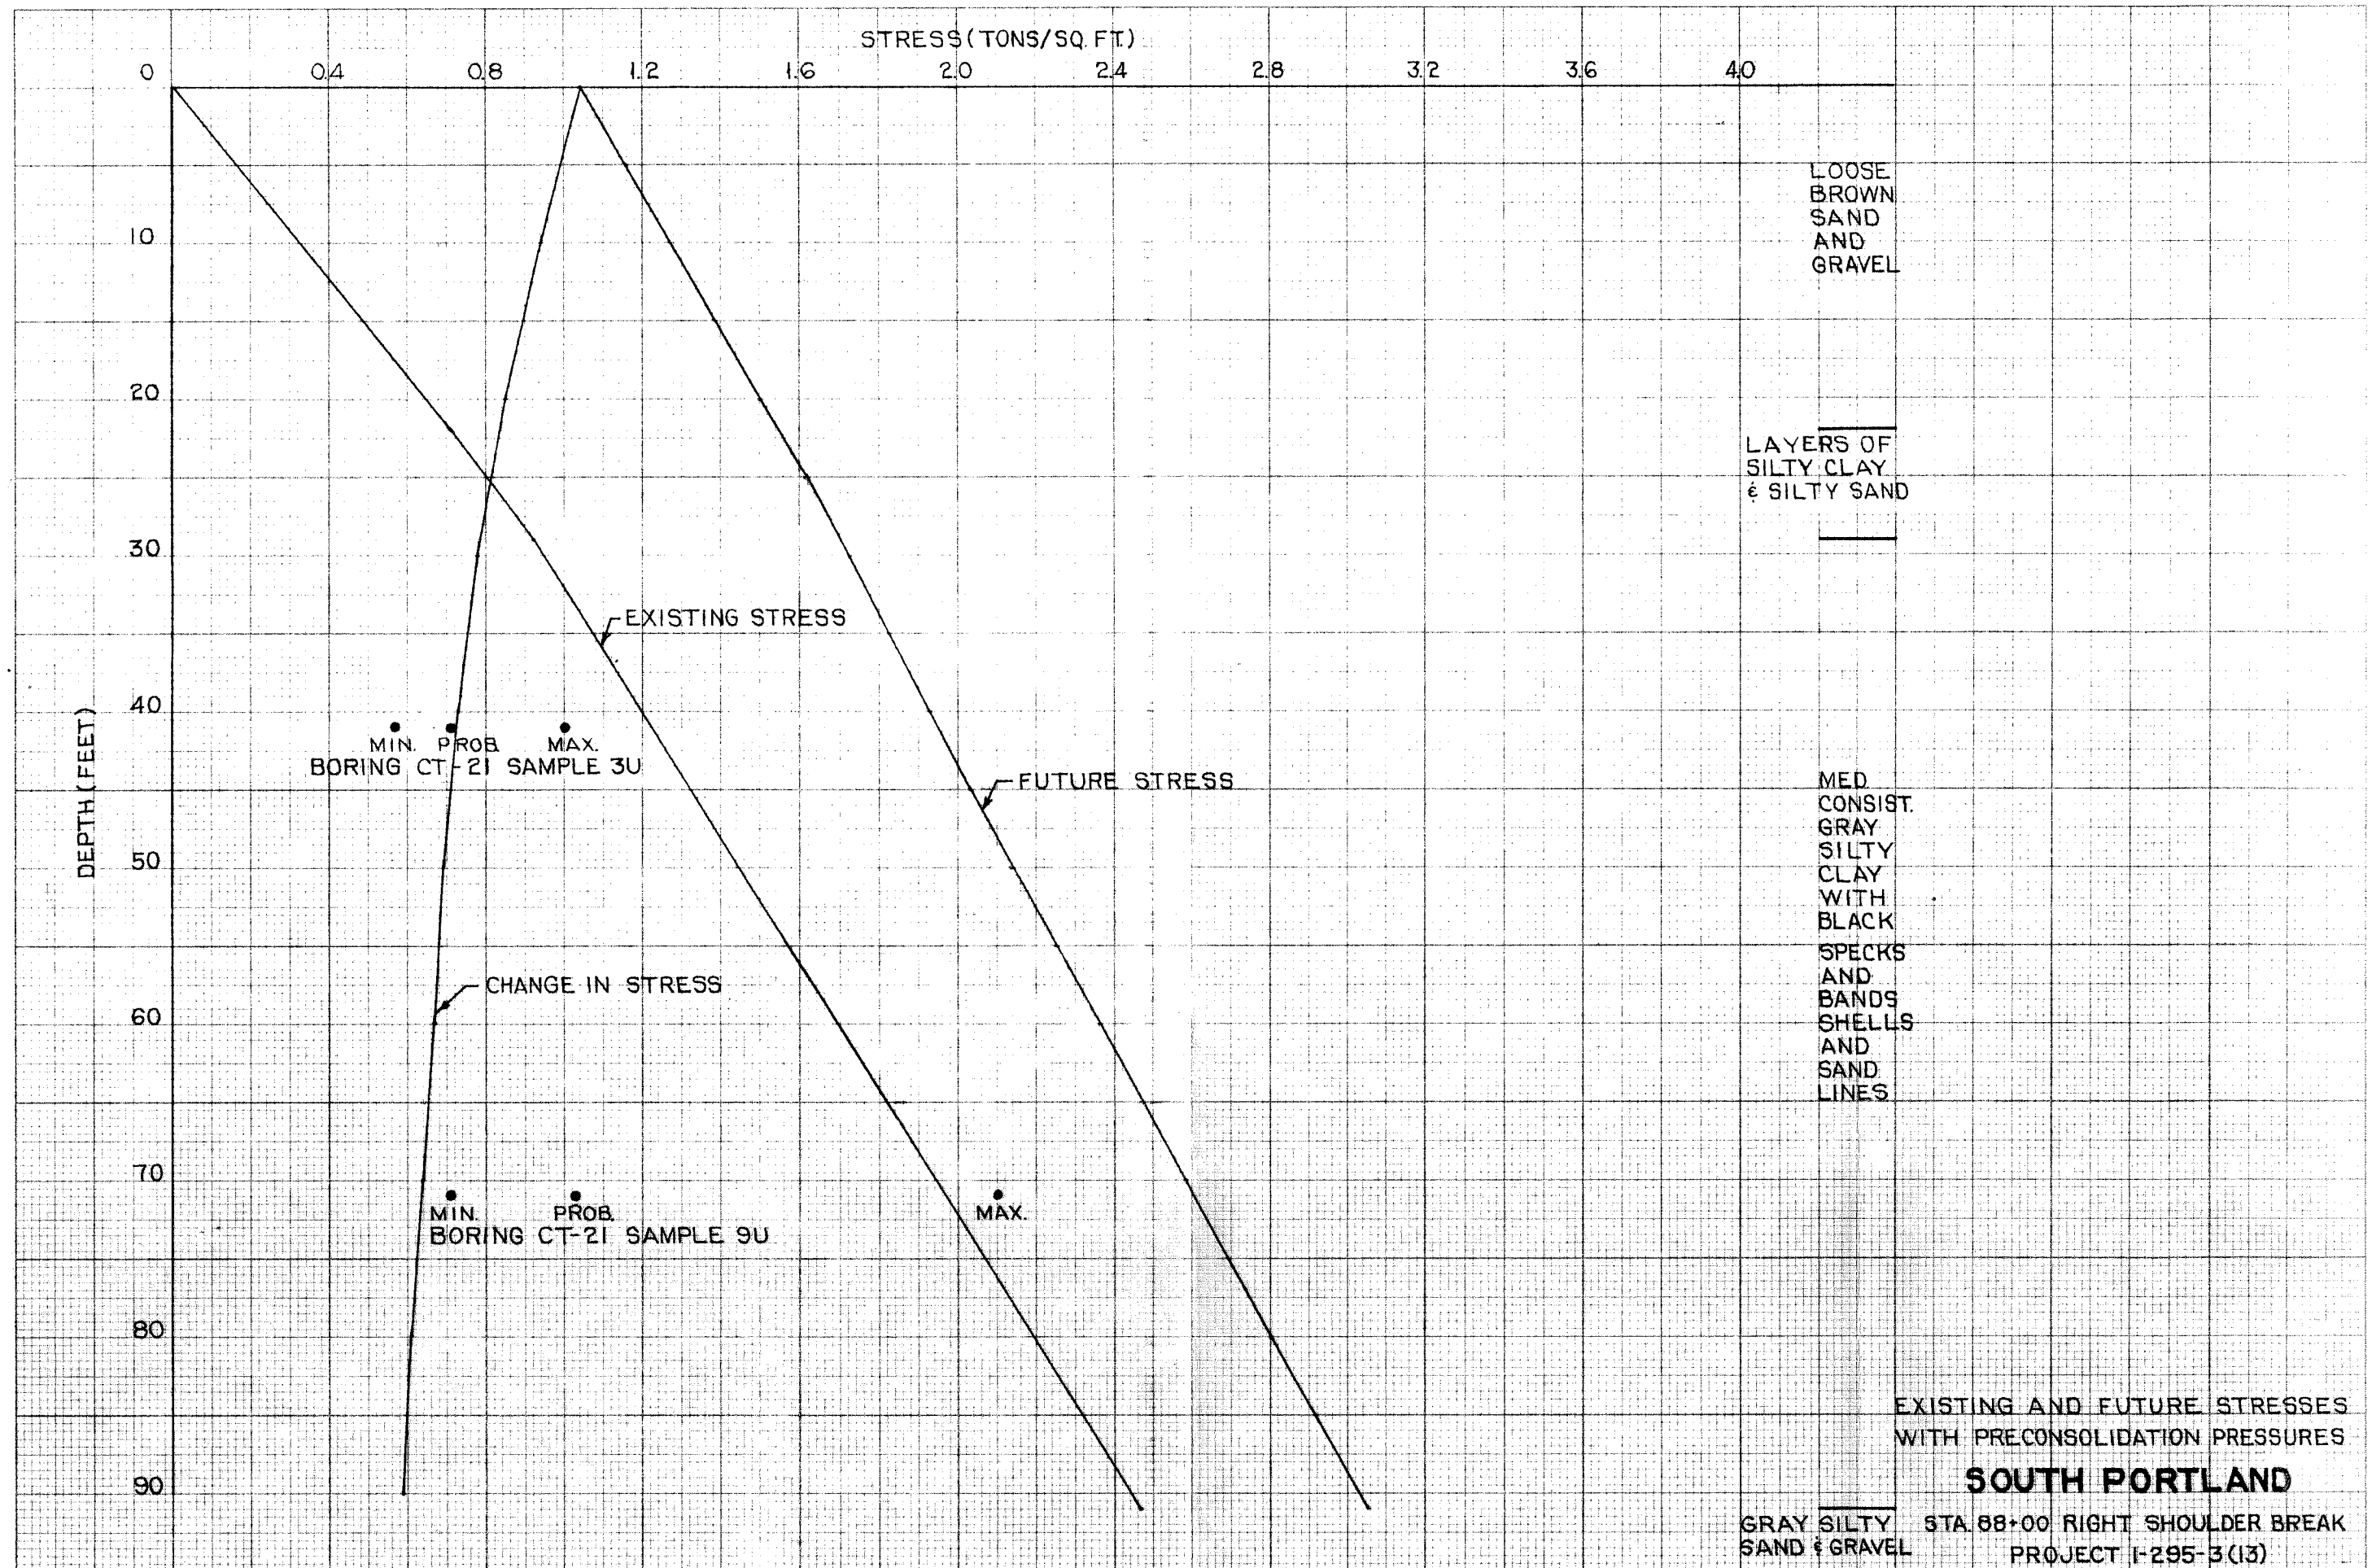 STRESS (TONS/SQ. FT.)
0 0.4 0.8 1.2 1.6 2.0 2.4 2.8 3.2 3.6 4.0
LOOSE
BROWN
SAND
AND
GRAVEL
10
20
LAYERS OF
SILTY CLAY
& SILTY SAND
30
EXISTING STRESS
40
MIN. PROB. MAX.
BORING CT-21 SAMPLE 3U
FUTURE STRESS
DEPTH (FEET)
MED
CONSIST.
GRAY
SILTY
CLAY
WITH
BLACK
SPECKS
AND
BANDS
SHELLS
AND
SAND
LINES
50
CHANGE IN STRESS
60
70
MIN. PROB. MAX.
BORING CT-21 SAMPLE 9U
80
90
EXISTING AND FUTURE STRESSES
WITH PRECONSOLIDATION PRESSURES
SOUTH PORTLAND
STA. 88+00 RIGHT SHOULDER BREAK
PROJECT I-295-3(13)
GRAY SILTY
SAND & GRAVEL